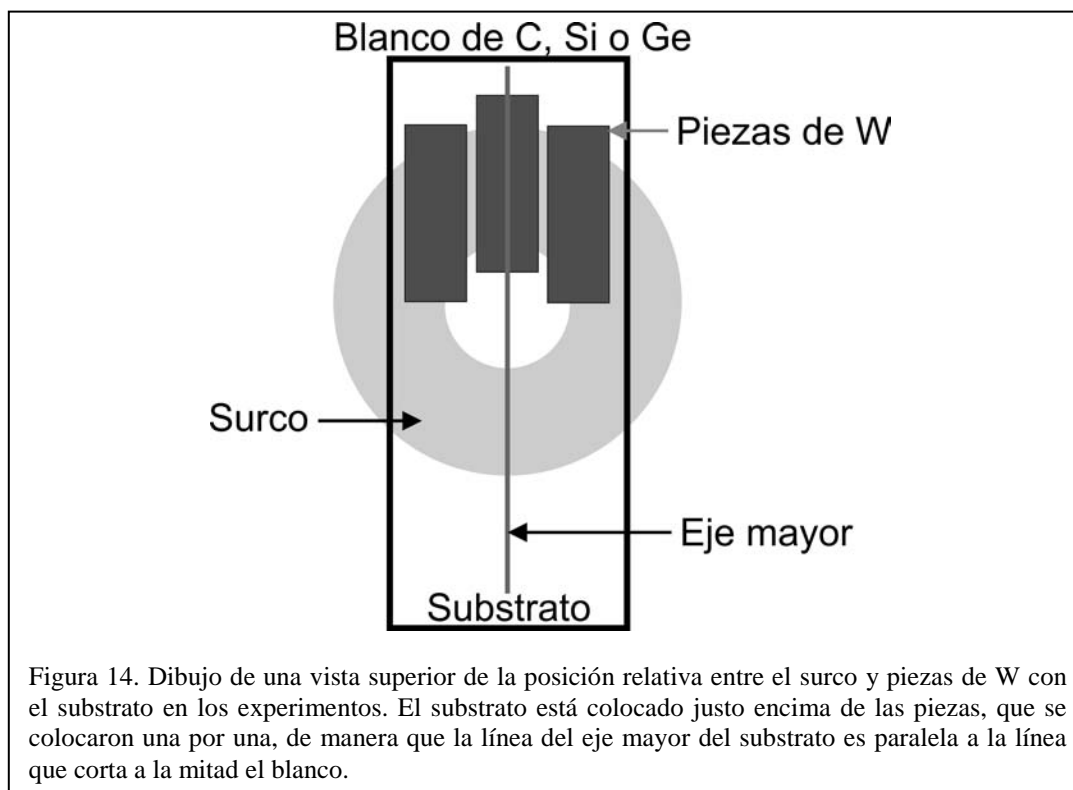 Blanco de C, Si o Ge
Piezas de W
Surco
Eje mayor
Substrato
Figura 14. Dibujo de una vista superior de la posición relativa entre el surco y piezas de W con
el substrato en los experimentos. El substrato está colocado justo encima de las piezas, que se
colocaron una por una, de manera que la línea del eje mayor del substrato es paralela a la línea
que corta a la mitad el blanco.